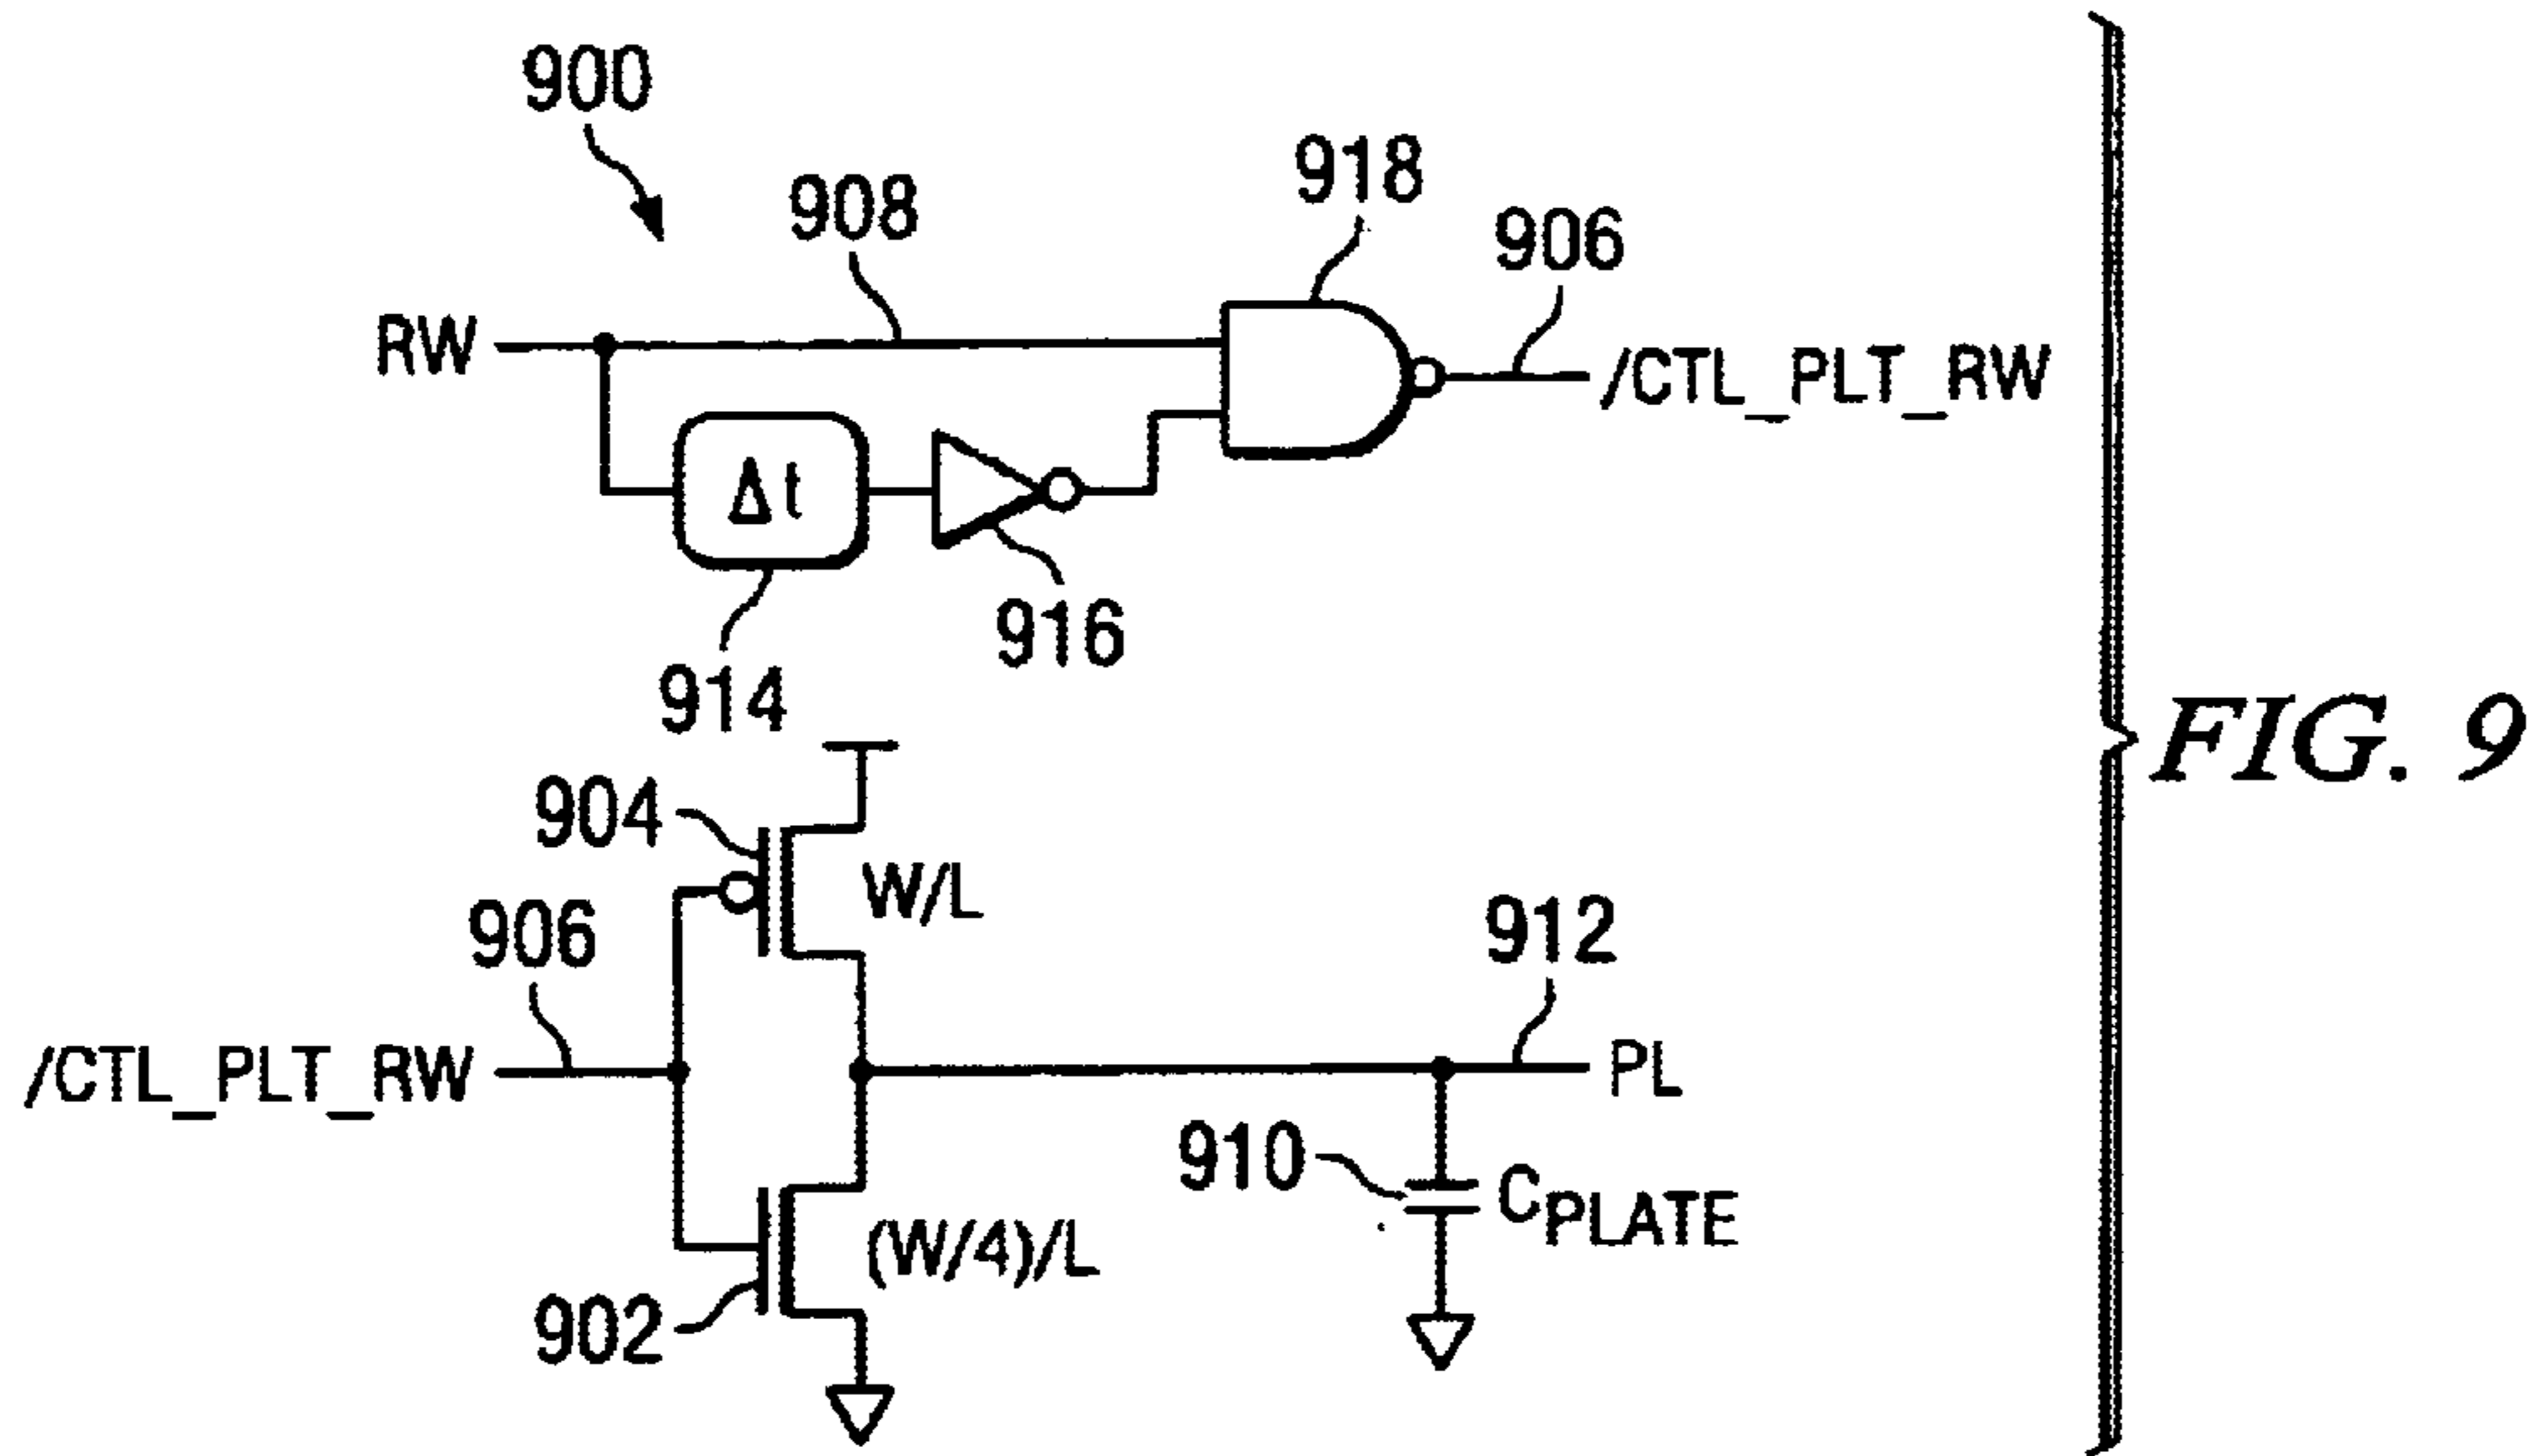 900
918
908
906
RW
/CTL_PLT_RW
Δt
916
914
904
W/L
906
912
/CTL_PLT_RW
PL
910
CPLATE
(W/4)/L
902
FIG. 9